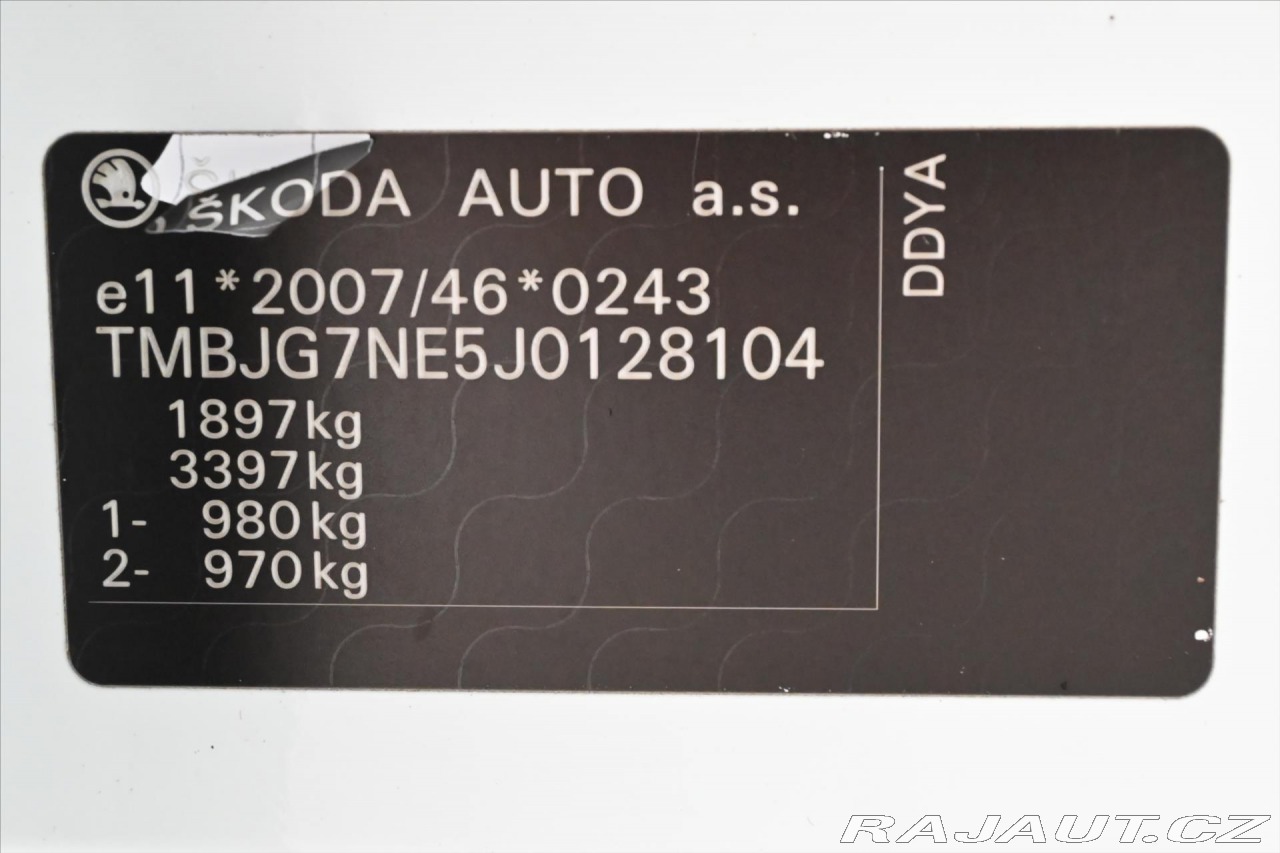 ŠKODA AUTO a.s.
e11*2007/46*0243
TMBJG7NE5J0128104
1897kg
3397kg
1- 980kg
2- 970kg
DDYA
RAJAUT.CZ